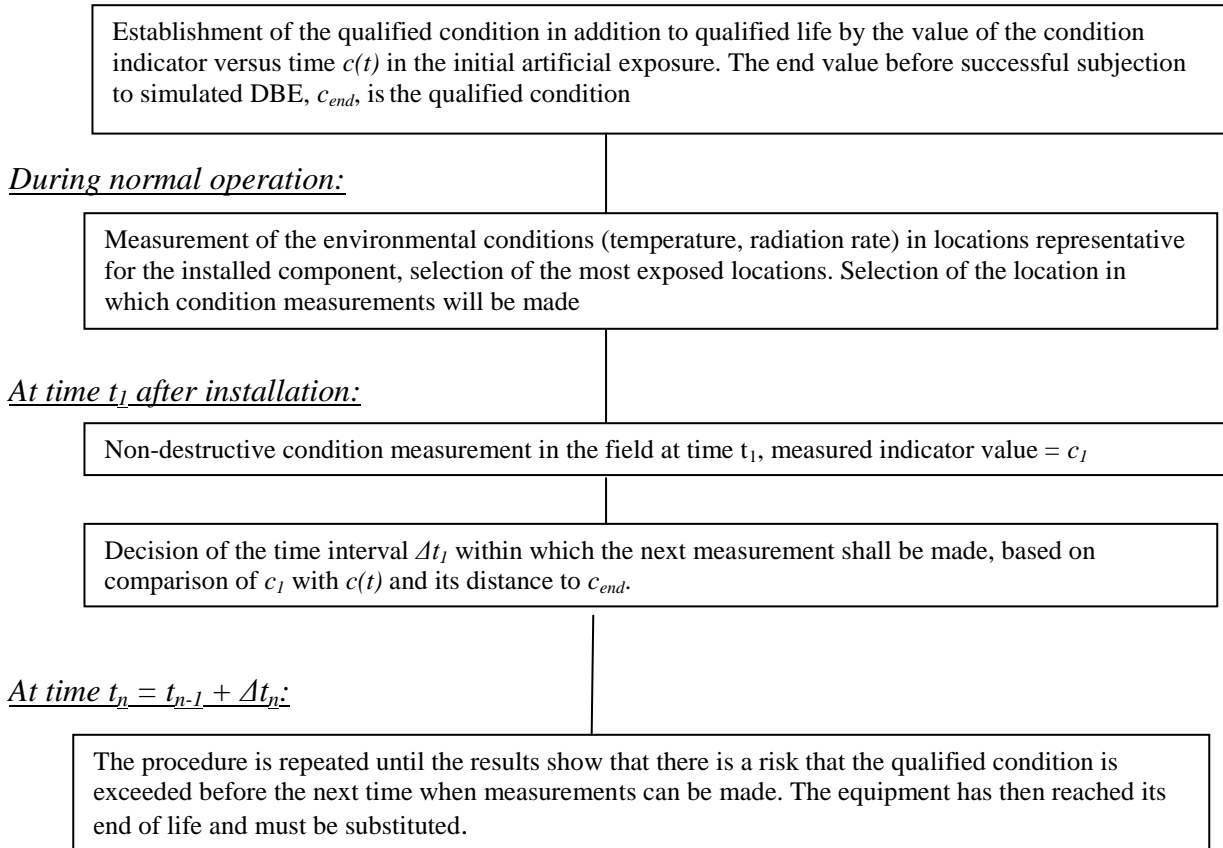 Establishment of the qualified condition in addition to qualified life by the value of the condition
indicator versus time c(t) in the initial artificial exposure. The end value before successful subjection
to simulated DBE, cend, is the qualified condition
During normal operation:
Measurement of the environmental conditions (temperature, radiation rate) in locations representative
for the installed component, selection of the most exposed locations. Selection of the location in
which condition measurements will be made
At time t1 after installation:
Non-destructive condition measurement in the field at time t1, measured indicator value = c1
Decision of the time interval Δt1 within which the next measurement shall be made, based on
comparison of c1 with c(t) and its distance to cend.
At time tn = tn-1 + Δtn:
The procedure is repeated until the results show that there is a risk that the qualified condition is
exceeded before the next time when measurements can be made. The equipment has then reached its
end of life and must be substituted.